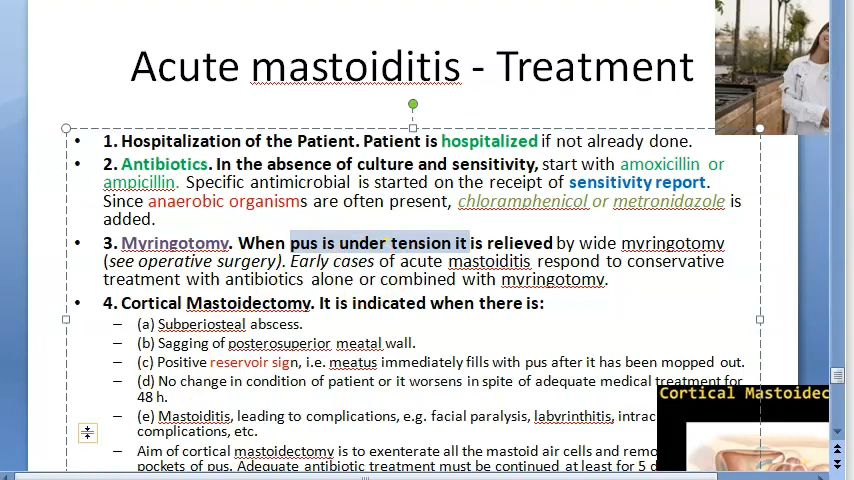 Acute mastoiditis - Treatment
• 1. Hospitalization of the Patient. Patient is hospitalized if not already done.
• 2. Antibiotics. In the absence of culture and sensitivity, start with amoxicillin or
ampicillin. Specific antimicrobial is started on the receipt of sensitivity report.
Since anaerobic organisms are often present, chloramphenicol or metronidazole is
added.
• 3. Myringotomy. When pus is under tension it is relieved by wide myringotomy
(see operative surgery). Early cases of acute mastoiditis respond to conservative
treatment with antibiotics alone or combined with myringotomy.
• 4. Cortical Mastoidectomy. It is indicated when there is:
– (a) Subperiosteal abscess.
– (b) Sagging of posterosuperior meatal wall.
– (c) Positive reservoir sign, i.e. meatus immediately fills with pus after it has been mopped out.
– (d) No change in condition of patient or it worsens in spite of adequate medical treatment for
48 h.
– (e) Mastoiditis, leading to complications, e.g. facial paralysis, labyrinthitis,
complications, etc.
– Aim of cortical mastoidectomy is to exenterate all the mastoid air cells and
pockets of pus. Adequate antibiotic treatment must be continued at least for 5
Cortical